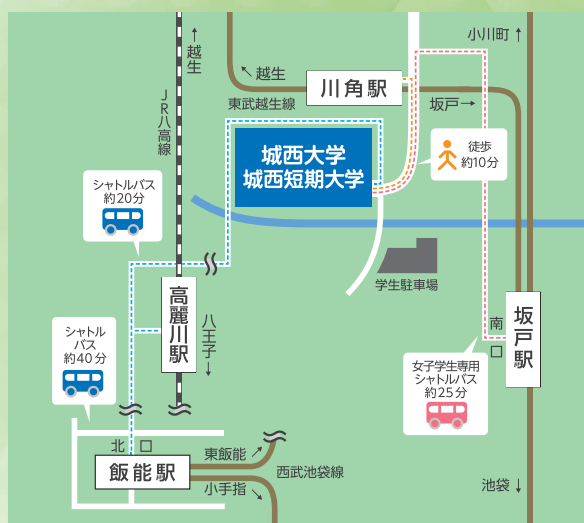 小川町↑
↑越生
↖越生
川角駅
坂戸→
東武越生線
JR八高線
城西大学
城西短期大学
徒歩
約10分
シャトルバス
約20分
学生駐車場
高麗川駅
八王子↓
南口
坂戸駅
シャトル
バス
約40分
女子学生専用
シャトルバス
約25分
北口
飯能駅
東飯能↗
西武池袋線
小手指↘
池袋↓